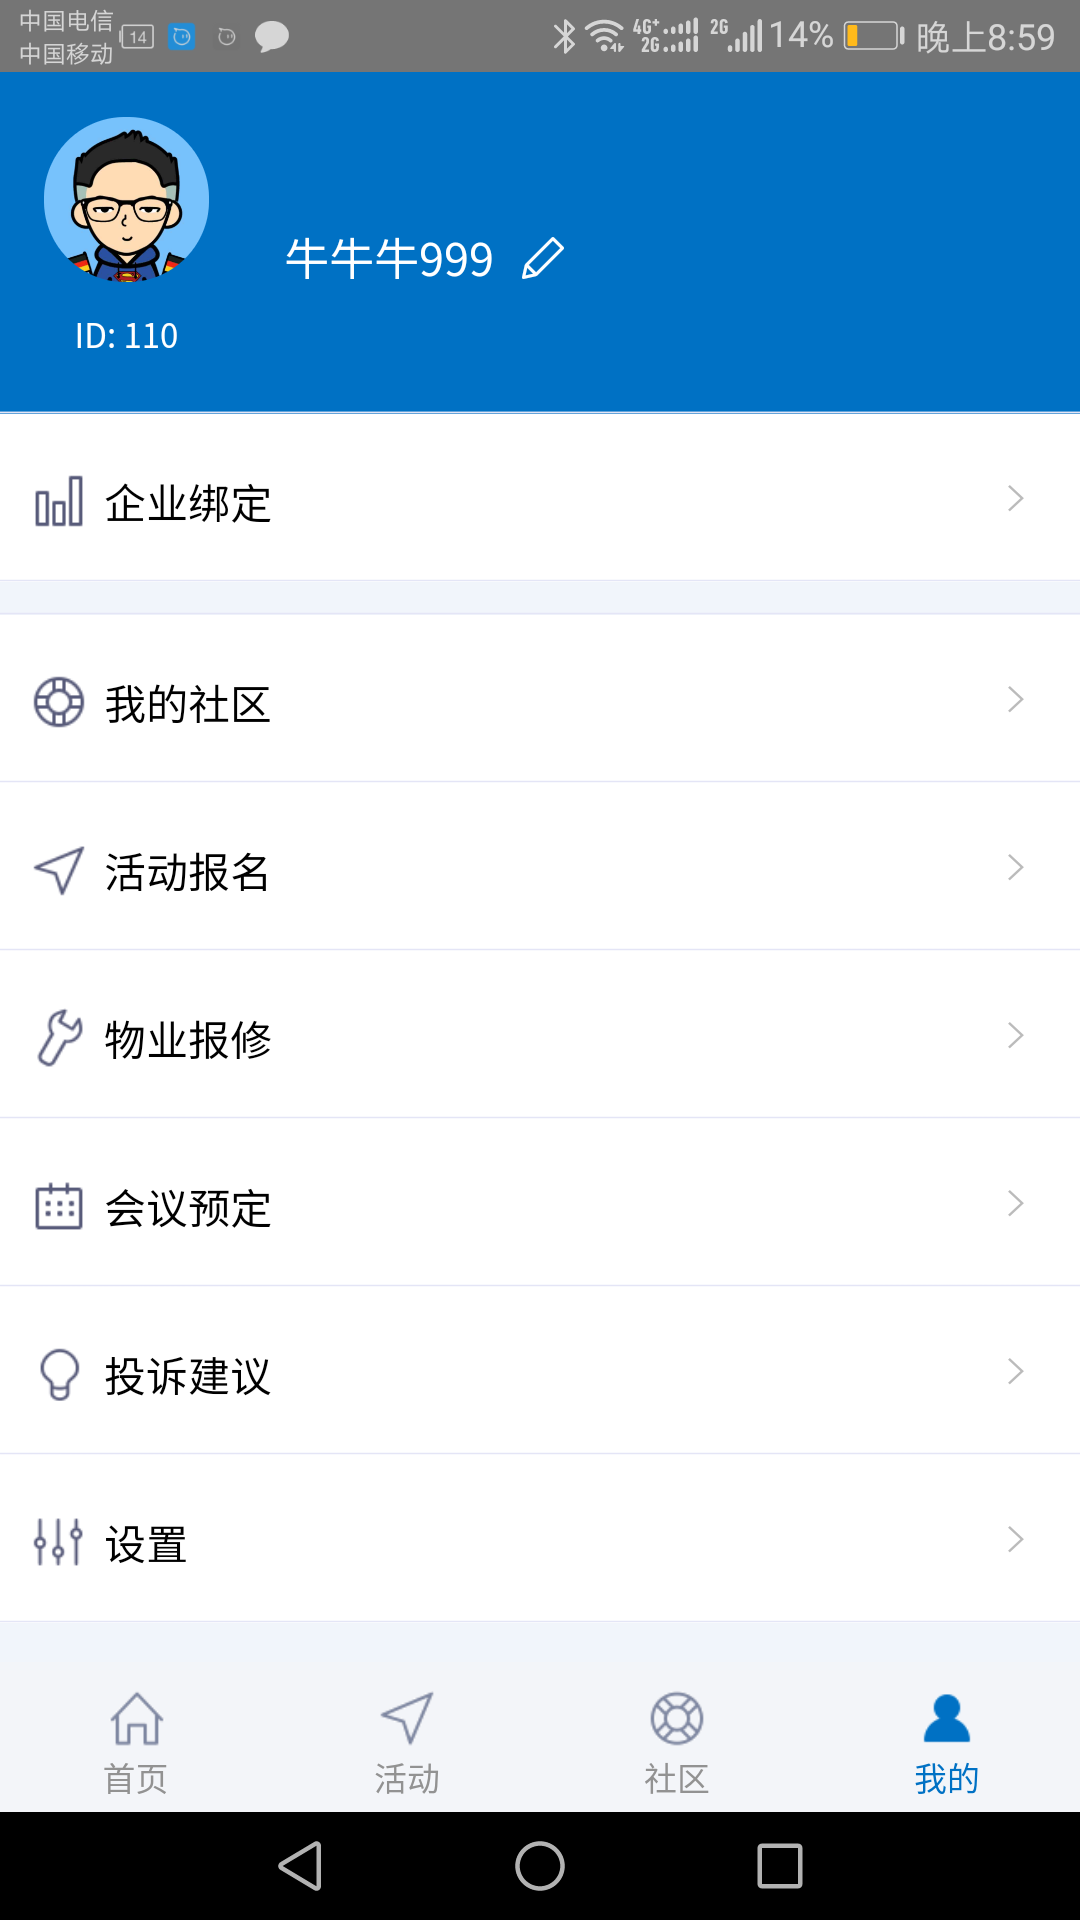 中国电信
中国移动
14
4G+
2G
2G
14%
晚上8:59
牛牛牛999
ID: 110
企业绑定
我的社区
活动报名
物业报修
会议预定
投诉建议
设置
首页
活动
社区
我的